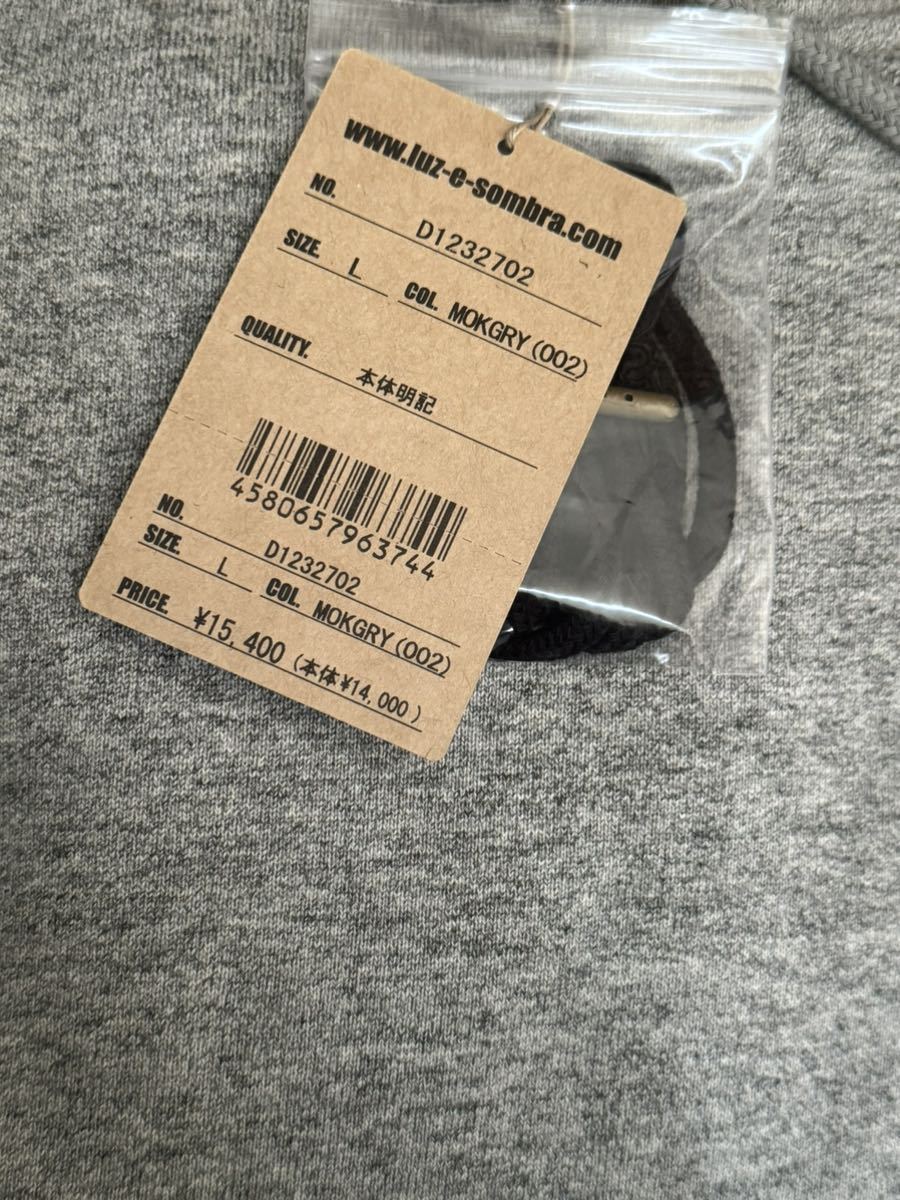 www.luz-e-sombra.com
NO. D1232702
SIZE. L COL. MOKGRY(002)
QUALITY. 本体明記
4580657963744
NO. D1232702
SIZE. L COL. MOKGRY(002)
PRICE. ¥15,400 (本体¥14,000)